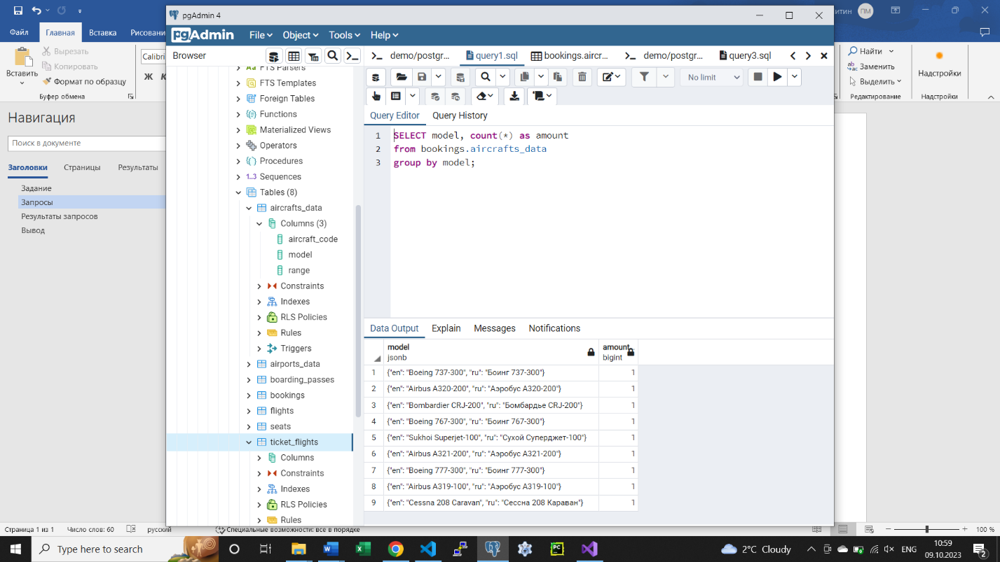 Файл
Главная
Вставка
Рисовани
итин
ПМ
Вставить
Вырезать
Копировать
Формат по образцу
Буфер обмена
Calibri
Ж
Найти
Заменить
Выделить
Редактирование
Настройки
Настройки
Навигация
Поиск в документе
Заголовки
Страницы
Результаты
Задание
Запросы
Результаты запросов
Вывод
pgAdmin 4
pgAdmin
File
Object
Tools
Help
Browser
FTS Parsers
FTS Templates
Foreign Tables
Functions
Materialized Views
Operators
Procedures
1..3 Sequences
Tables (8)
aircrafts_data
Columns (3)
aircraft_code
model
range
Constraints
Indexes
RLS Policies
Rules
Triggers
airports_data
boarding_passes
bookings
flights
seats
ticket_flights
Columns
Constraints
Indexes
RLS Policies
Rules
demo/postgr...
query1.sql
bookings.aircr...
demo/postgr...
query3.sql
No limit
Query Editor
Query History
1 SELECT model, count(*) as amount
2 from bookings.aircrafts_data
3 group by model;
Data Output
Explain
Messages
Notifications
model
jsonb
amount
bigint
1 {"en": "Boeing 737-300", "ru": "Боинг 737-300"} 1
2 {"en": "Airbus A320-200", "ru": "Аэробус A320-200"} 1
3 {"en": "Bombardier CRJ-200", "ru": "Бомбардье CRJ-200"} 1
4 {"en": "Boeing 767-300", "ru": "Боинг 767-300"} 1
5 {"en": "Sukhoi Superjet-100", "ru": "Сухой Суперджет-100"} 1
6 {"en": "Airbus A321-200", "ru": "Аэробус A321-200"} 1
7 {"en": "Boeing 777-300", "ru": "Боинг 777-300"} 1
8 {"en": "Airbus A319-100", "ru": "Аэробус A319-100"} 1
9 {"en": "Cessna 208 Caravan", "ru": "Сессна 208 Караван"} 1
Страница 1 из 1
Число слов: 60
русский
Специальные возможности: все в порядке
100 %
Type here to search
2°C Cloudy
ENG
10:59
09.10.2023
2